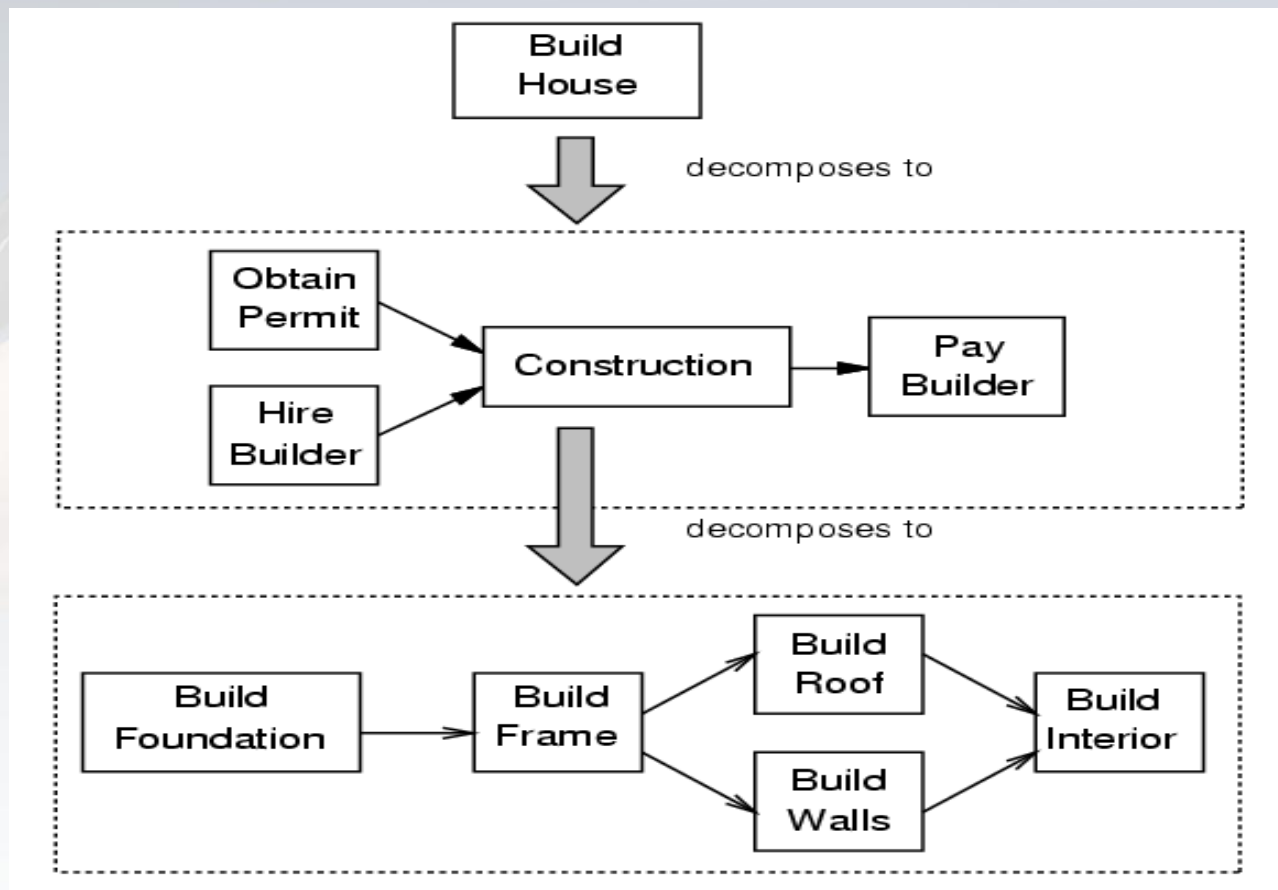 Build
House
decomposes to
Obtain
Permit
Hire
Builder
Construction
Pay
Builder
decomposes to
Build
Foundation
Build
Frame
Build
Roof
Build
Walls
Build
Interior